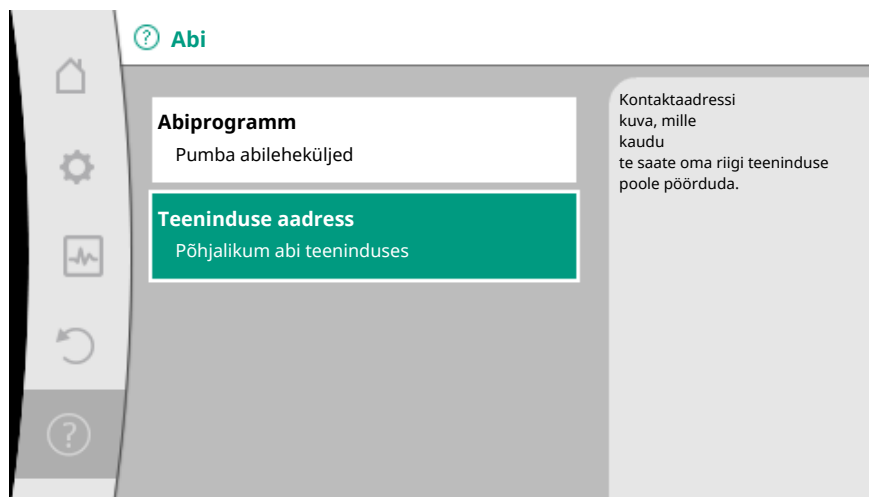 Abi
Abiprogramm
Pumba abileheküljed
Teeninduse aadress
Põhjalikum abi teeninduses
Kontaktaadressi
kuva, mille
kaudu
te saate oma riigi teeninduse
poole pöörduda.